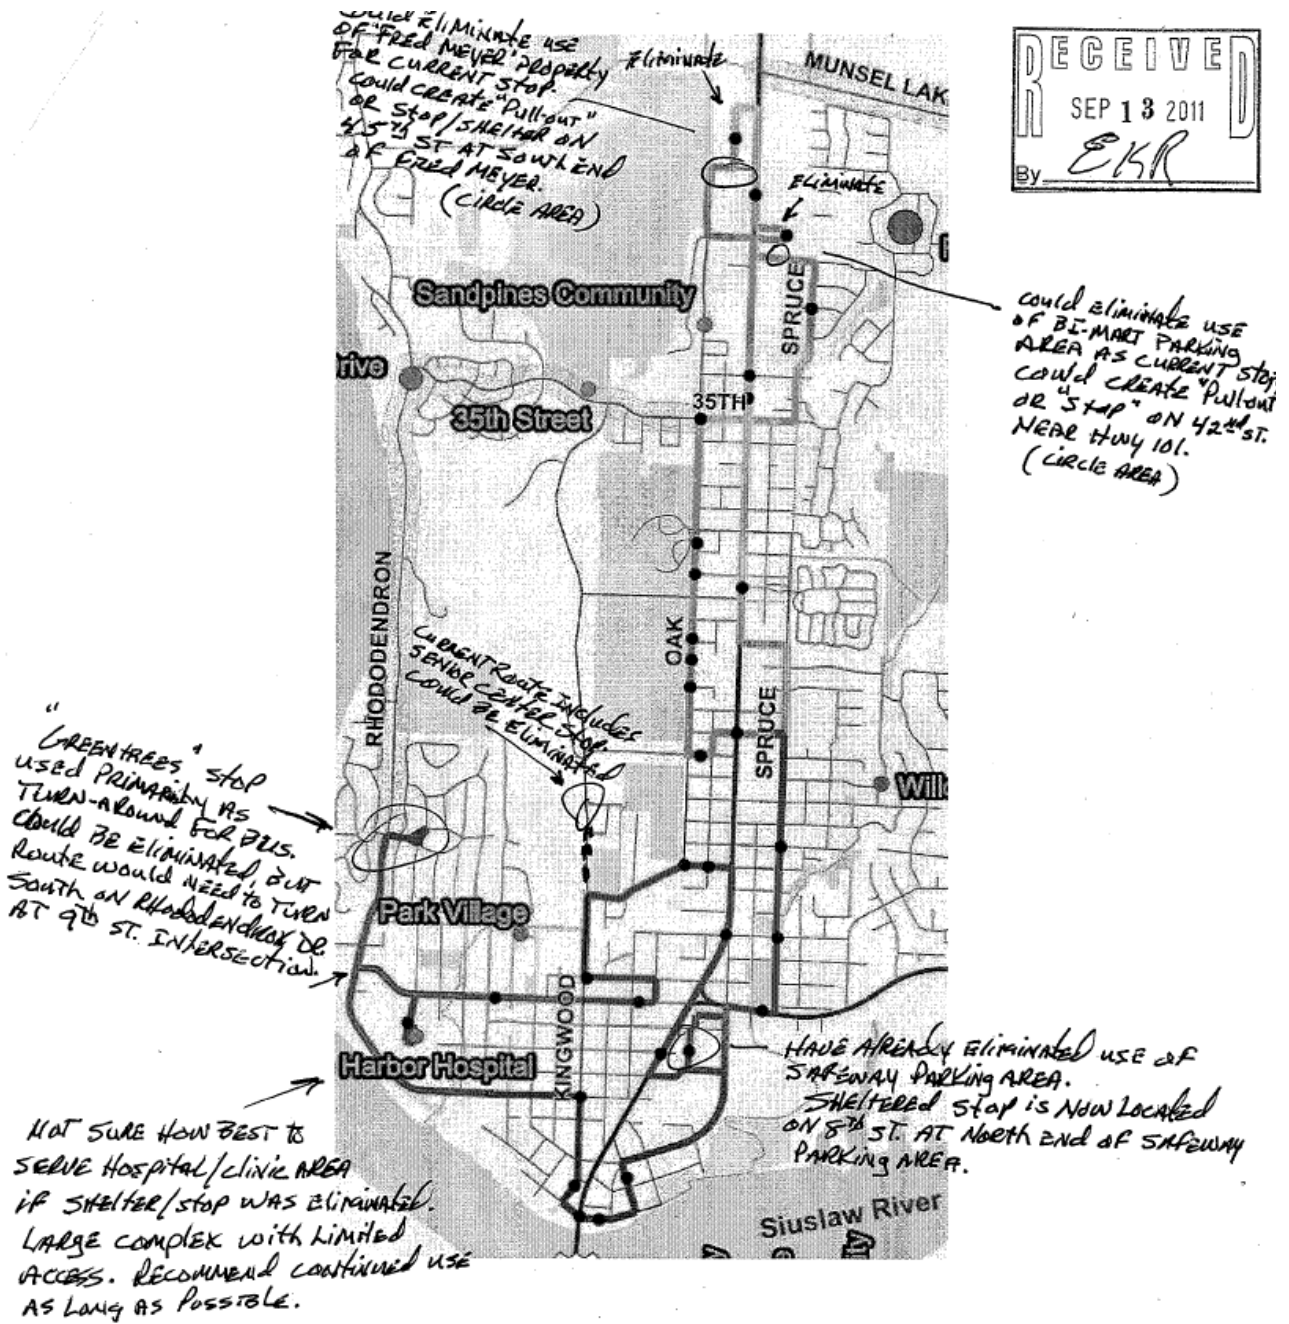 COULD ELIMINATE USE
OF "FRED MEYER" PROPERTY
FOR CURRENT STOP.
COULD CREATE "PULL-OUT"
OR STOP/SHELTER ON
45TH ST AT SOUTH END
OF FRED MEYER.
(CIRCLE AREA)
ELIMINATE
MUNSEL LAK
RECEIVED
SEP 13 2011
By EKR
ELIMINATE
Sandpines Community
SPRUCE
COULD ELIMINATE USE
OF BI-MART PARKING
AREA AS CURRENT STOP,
COULD CREATE "PULL-OUT"
OR "STOP" ON 42ND ST.
NEAR HWY 101.
(CIRCLE AREA)
rive
35TH
35th Street
RHODODENDRON
OAK
CURRENT ROUTE INCLUDES
SENIOR CENTER STOP.
COULD BE ELIMINATED
SPRUCE
"GREENTREES" STOP
USED PRIMARILY AS
TURN-AROUND FOR BUS.
COULD BE ELIMINATED, BUT
ROUTE WOULD NEED TO TURN
SOUTH ON RHODODENDRON DR.
AT 9TH ST. INTERSECTION.
Willo
Park Village
KINGWOOD
Harbor Hospital
HAVE ALREADY ELIMINATED USE OF
SAFEWAY PARKING AREA.
SHELTERED STOP IS NOW LOCATED
ON 8TH ST. AT NORTH END OF SAFEWAY
PARKING AREA.
NOT SURE HOW BEST TO
SERVE HOSPITAL/CLINIC AREA
IF SHELTER/STOP WAS ELIMINATED.
LARGE COMPLEX WITH LIMITED
ACCESS. RECOMMEND CONTINUED USE
AS LONG AS POSSIBLE.
Siuslaw River